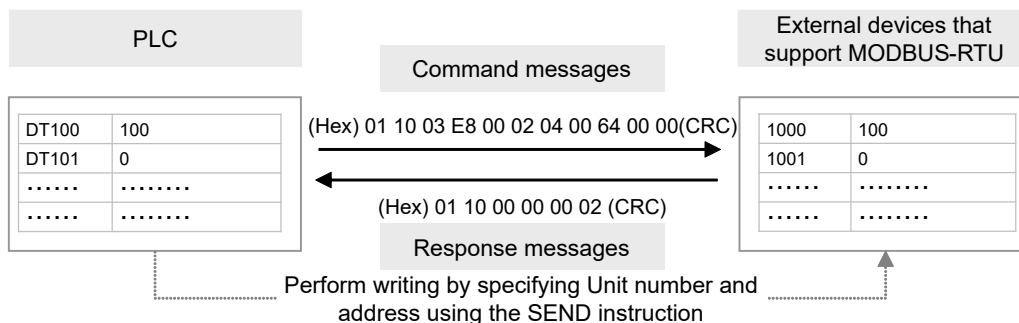 PLC
External devices that
support MODBUS-RTU
Command messages
DT100 100
DT101 0
...... ........
...... ........
(Hex) 01 10 03 E8 00 02 04 00 64 00 00(CRC)
(Hex) 01 10 00 00 00 02 (CRC)
Response messages
1000 100
1001 0
...... ........
...... ........
Perform writing by specifying Unit number and
address using the SEND instruction